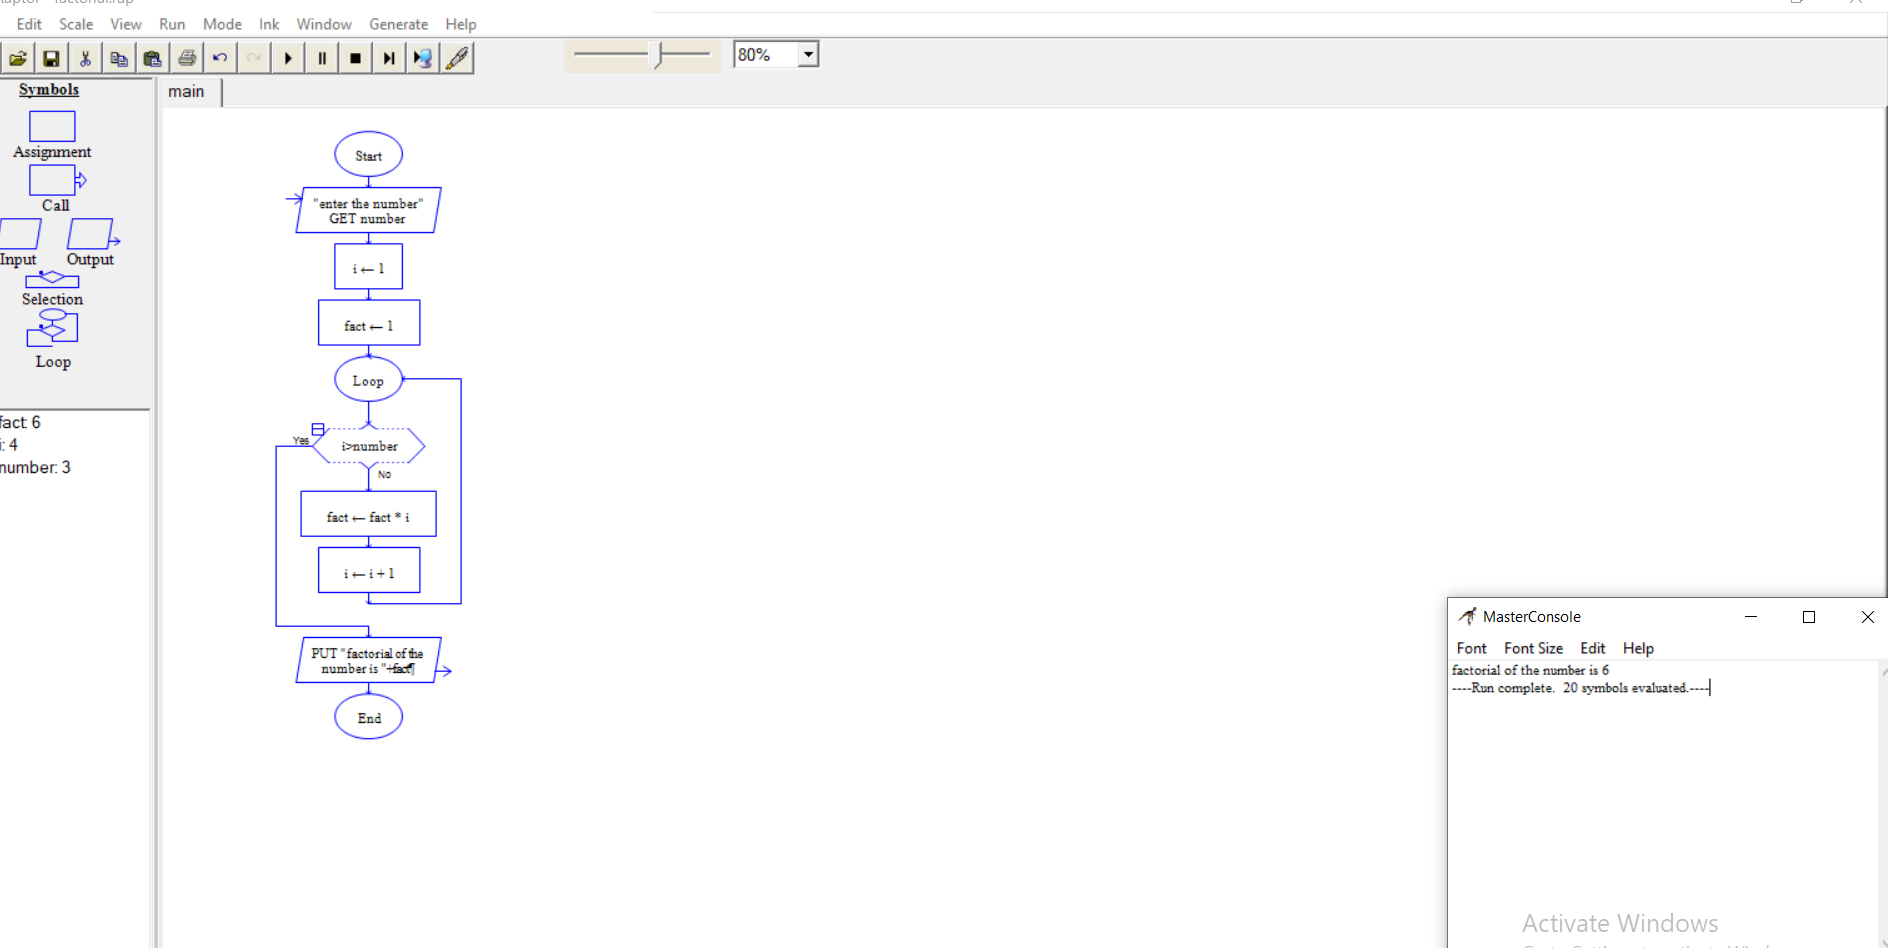 Edit Scale View Run Mode Ink Window Generate Help
80%
Symbols
main
Assignment
Call
Input Output
Selection
Loop
fact: 6
i: 4
number: 3
Start
"enter the number"
GET number
i ← 1
fact ← 1
Loop
Yes
i>number
No
fact ← fact * i
i ← i + 1
PUT "factorial of the
number is "+fact¶
End
MasterConsole
Font Font Size Edit Help
factorial of the number is 6
----Run complete. 20 symbols evaluated.----
Activate Windows